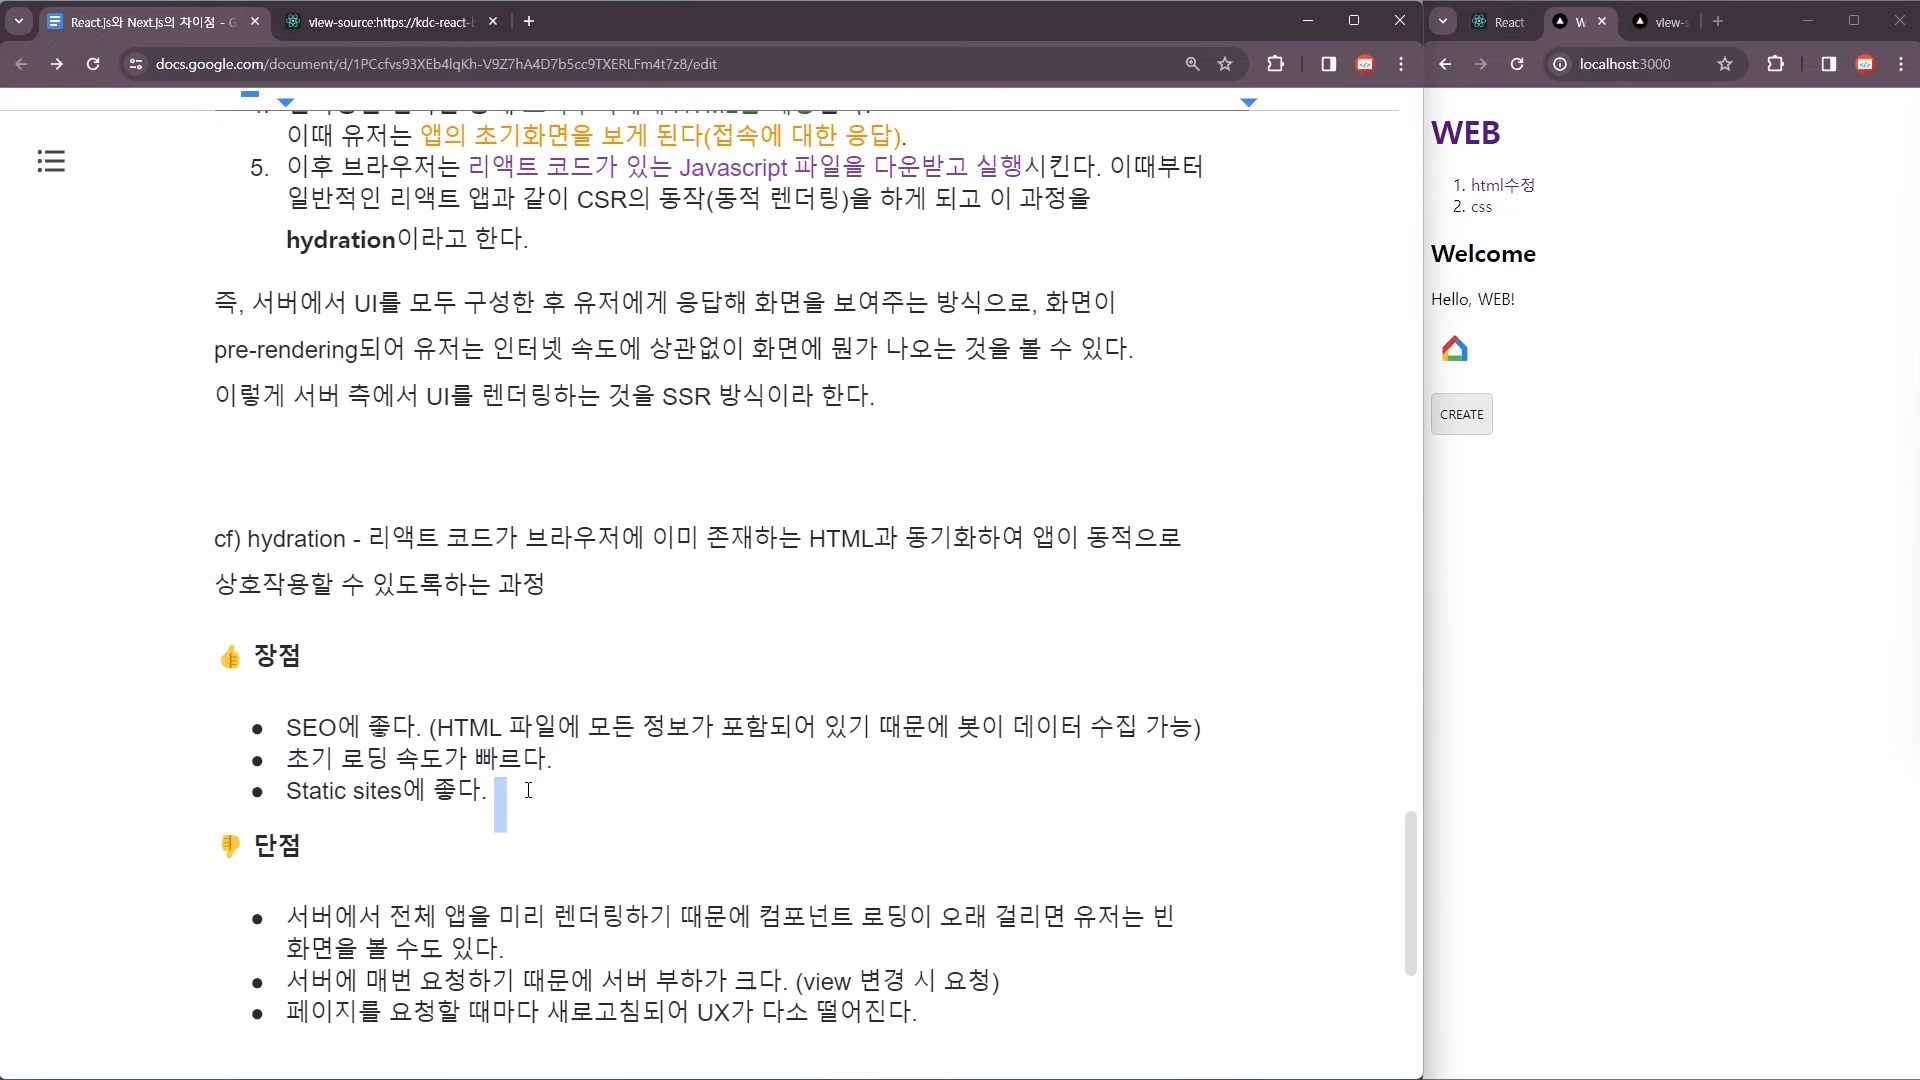 React.js와 Next.js의 차이점 - G
view-source:https://kdc-react-
docs.google.com/document/d/1PCcfvs93XEb4lqKh-V9Z7hA4D7b5cc9TXERLFm4t7z8/edit
이때 유저는 앱의 초기화면을 보게 된다(접속에 대한 응답).
5. 이후 브라우저는 리액트 코드가 있는 Javascript 파일을 다운받고 실행시킨다. 이때부터
일반적인 리액트 앱과 같이 CSR의 동작(동적 렌더링)을 하게 되고 이 과정을
hydration이라고 한다.
즉, 서버에서 UI를 모두 구성한 후 유저에게 응답해 화면을 보여주는 방식으로, 화면이
pre-rendering되어 유저는 인터넷 속도에 상관없이 화면에 뭔가 나오는 것을 볼 수 있다.
이렇게 서버 측에서 UI를 렌더링하는 것을 SSR 방식이라 한다.
cf) hydration - 리액트 코드가 브라우저에 이미 존재하는 HTML과 동기화하여 앱이 동적으로
상호작용할 수 있도록하는 과정
👍 장점
● SEO에 좋다. (HTML 파일에 모든 정보가 포함되어 있기 때문에 봇이 데이터 수집 가능)
● 초기 로딩 속도가 빠르다.
● Static sites에 좋다.
👎 단점
● 서버에서 전체 앱을 미리 렌더링하기 때문에 컴포넌트 로딩이 오래 걸리면 유저는 빈
화면을 볼 수도 있다.
● 서버에 매번 요청하기 때문에 서버 부하가 크다. (view 변경 시 요청)
● 페이지를 요청할 때마다 새로고침되어 UX가 다소 떨어진다.
React
W
view-s
localhost:3000
WEB
1. html수정
2. css
Welcome
Hello, WEB!
CREATE